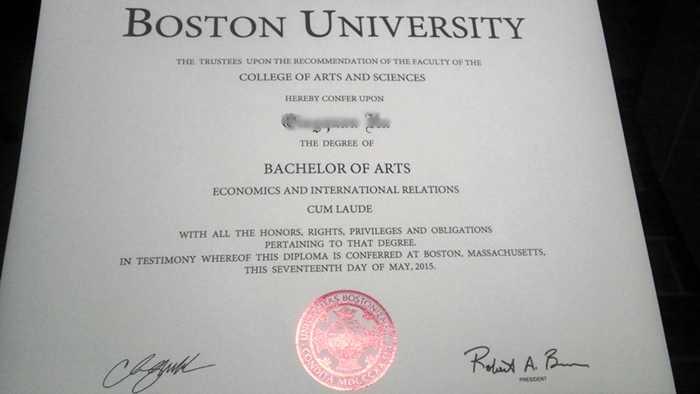 BOSTON UNIVERSITY
THE TRUSTEES UPON THE RECOMMENDATION OF THE FACULTY OF THE
COLLEGE OF ARTS AND SCIENCES
HEREBY CONFER UPON
THE DEGREE OF
BACHELOR OF ARTS
ECONOMICS AND INTERNATIONAL RELATIONS
CUM LAUDE
WITH ALL THE HONORS, RIGHTS, PRIVILEGES AND OBLIGATIONS
PERTAINING TO THAT DEGREE.
IN TESTIMONY WHEREOF THIS DIPLOMA IS CONFERRED AT BOSTON, MASSACHUSETTS,
THIS SEVENTEENTH DAY OF MAY, 2015.
CONDITA MDCCCXXXIX
Robert A.
PRESIDENT